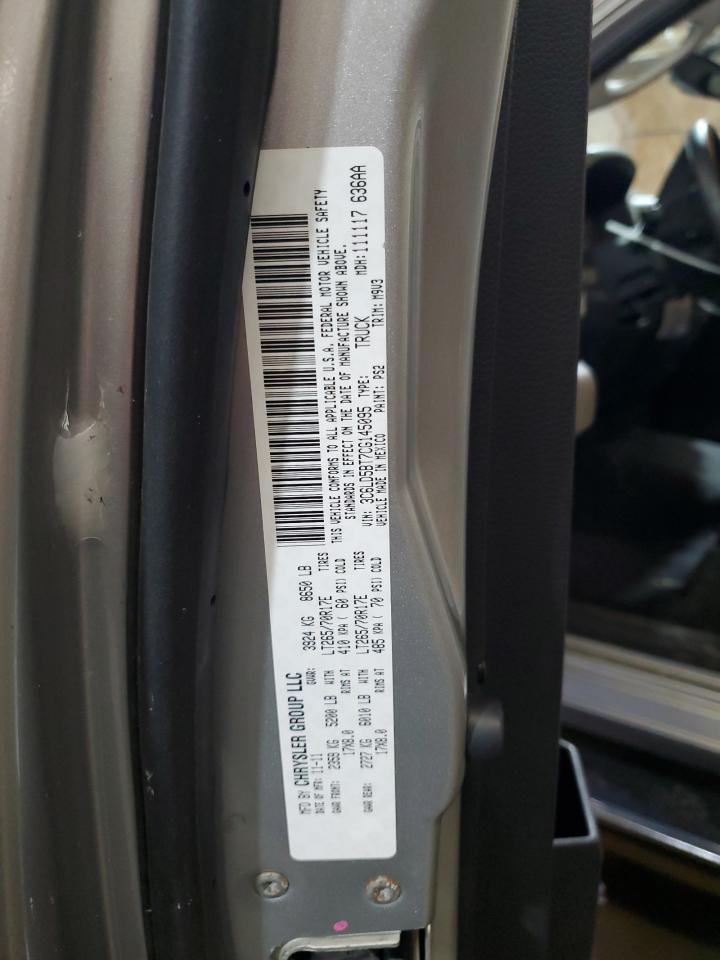 MFD BY CHRYSLER GROUP LLC
DATE OF MFR: 11-11 GVWR: 3924 KG 8650 LB
GAWR FRONT: 2359 KG 5200 LB WITH LT265/70R17E TIRES
17X8.0 RIMS AT 410 KPA ( 60 PSI) COLD
GAWR REAR: 2727 KG 6010 LB WITH LT265/70R17E TIRES
17X8.0 RIMS AT 485 KPA ( 70 PSI) COLD
THIS VEHICLE CONFORMS TO ALL APPLICABLE U.S.A. FEDERAL MOTOR VEHICLE SAFETY
STANDARDS IN EFFECT ON THE DATE OF MANUFACTURE SHOWN ABOVE.
VIN: 3C6LD5BT7CG145095 TYPE: TRUCK MDH: 111117 636AA
VEHICLE MADE IN MEXICO PAINT: PS2 TRIM: M9V3